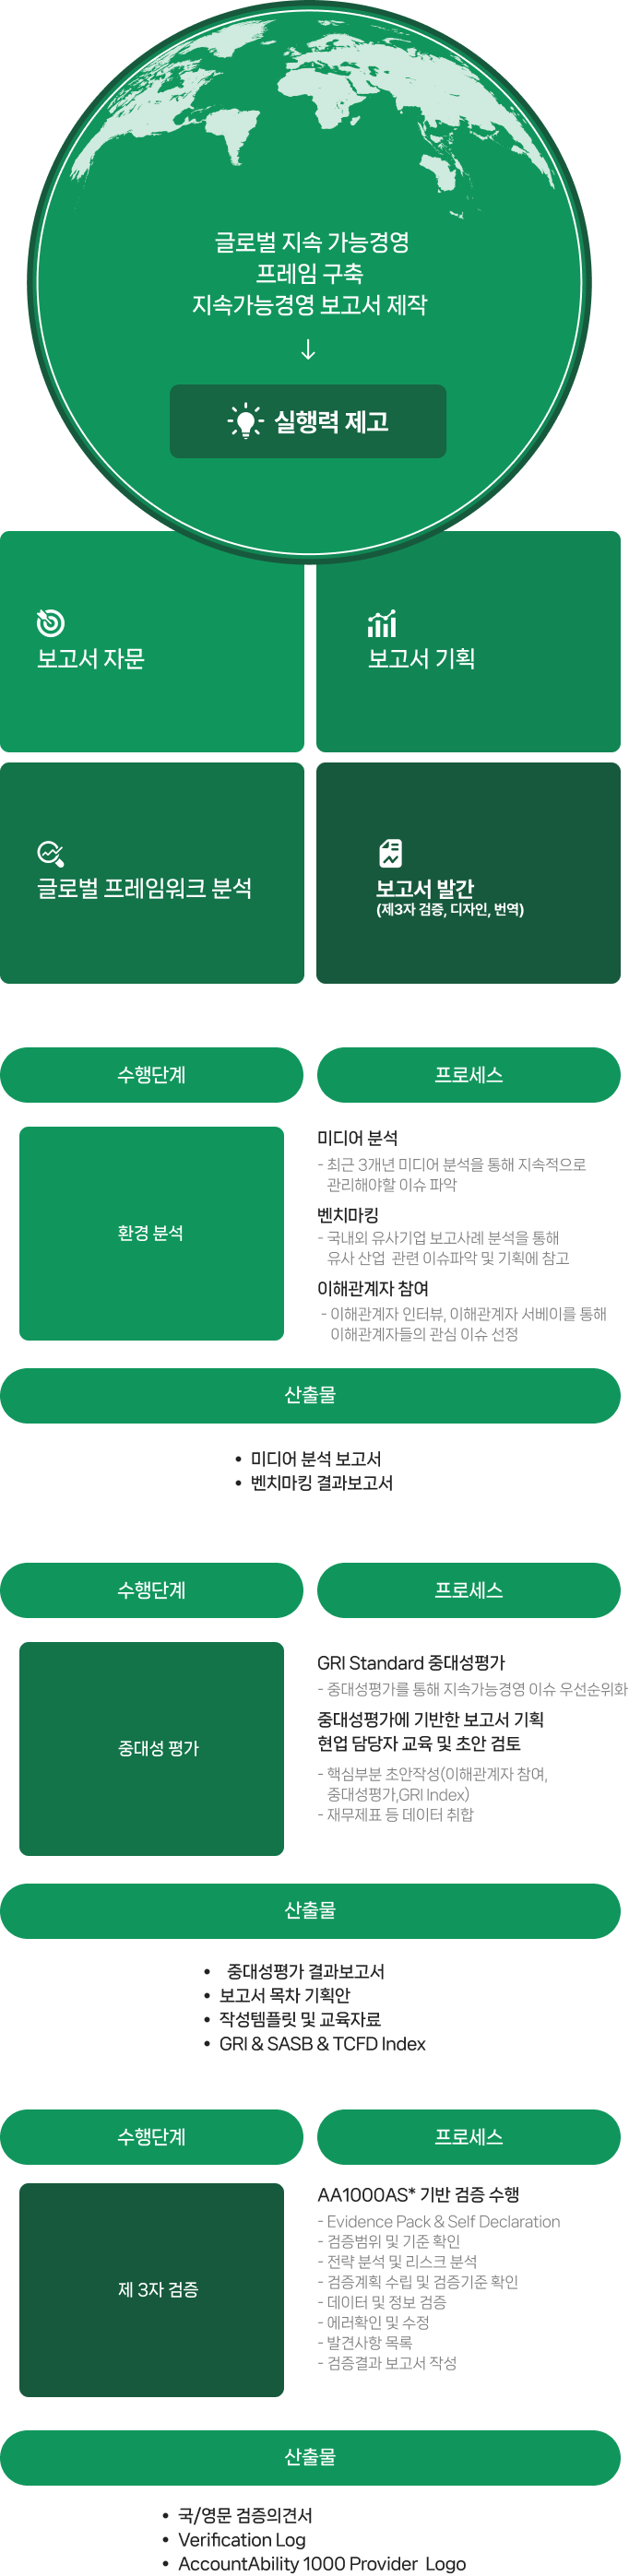 글로벌 지속 가능경영
프레임 구축
지속가능경영 보고서 제작
↓
실행력 제고
보고서 자문
보고서 기획
글로벌 프레임워크 분석
보고서 발간
(제3자 검증, 디자인, 번역)
수행단계
프로세스
환경 분석
미디어 분석
- 최근 3개년 미디어 분석을 통해 지속적으로
관리해야할 이슈 파악
벤치마킹
- 국내외 유사기업 보고사례 분석을 통해
유사 산업 관련 이슈파악 및 기획에 참고
이해관계자 참여
- 이해관계자 인터뷰, 이해관계자 서베이를 통해
이해관계자들의 관심 이슈 선정
산출물
• 미디어 분석 보고서
• 벤치마킹 결과보고서
수행단계
프로세스
중대성 평가
GRI Standard 중대성평가
- 중대성평가를 통해 지속가능경영 이슈 우선순위화
중대성평가에 기반한 보고서 기획
현업 담당자 교육 및 초안 검토
- 핵심부분 초안작성(이해관계자 참여,
중대성평가,GRI Index)
- 재무제표 등 데이터 취합
산출물
• 중대성평가 결과보고서
• 보고서 목차 기획안
• 작성템플릿 및 교육자료
• GRI & SASB & TCFD Index
수행단계
프로세스
제 3자 검증
AA1000AS* 기반 검증 수행
- Evidence Pack & Self Declaration
- 검증범위 및 기준 확인
- 전략 분석 및 리스크 분석
- 검증계획 수립 및 검증기준 확인
- 데이터 및 정보 검증
- 에러확인 및 수정
- 발견사항 목록
- 검증결과 보고서 작성
산출물
• 국/영문 검증의견서
• Verification Log
• AccountAbility 1000 Provider Logo